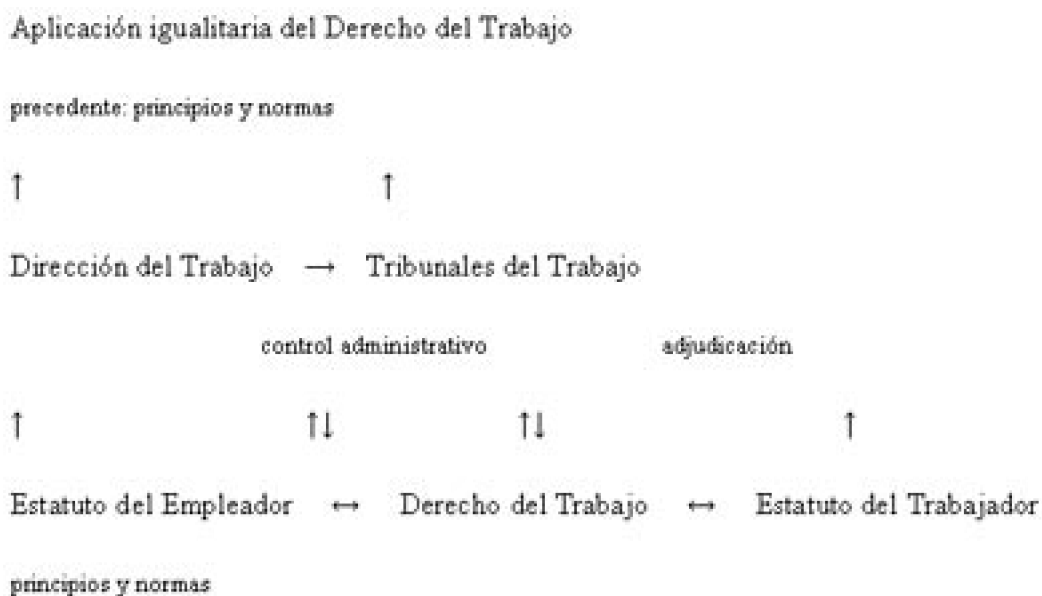 Aplicación igualitaria del Derecho del Trabajo
precedente: principios y normas
↑ ↑
Dirección del Trabajo → Tribunales del Trabajo
control administrativo adjudicación
↑ ↑↓ ↑↓ ↑
Estatuto del Empleador ↔ Derecho del Trabajo ↔ Estatuto del Trabajador
principios y normas